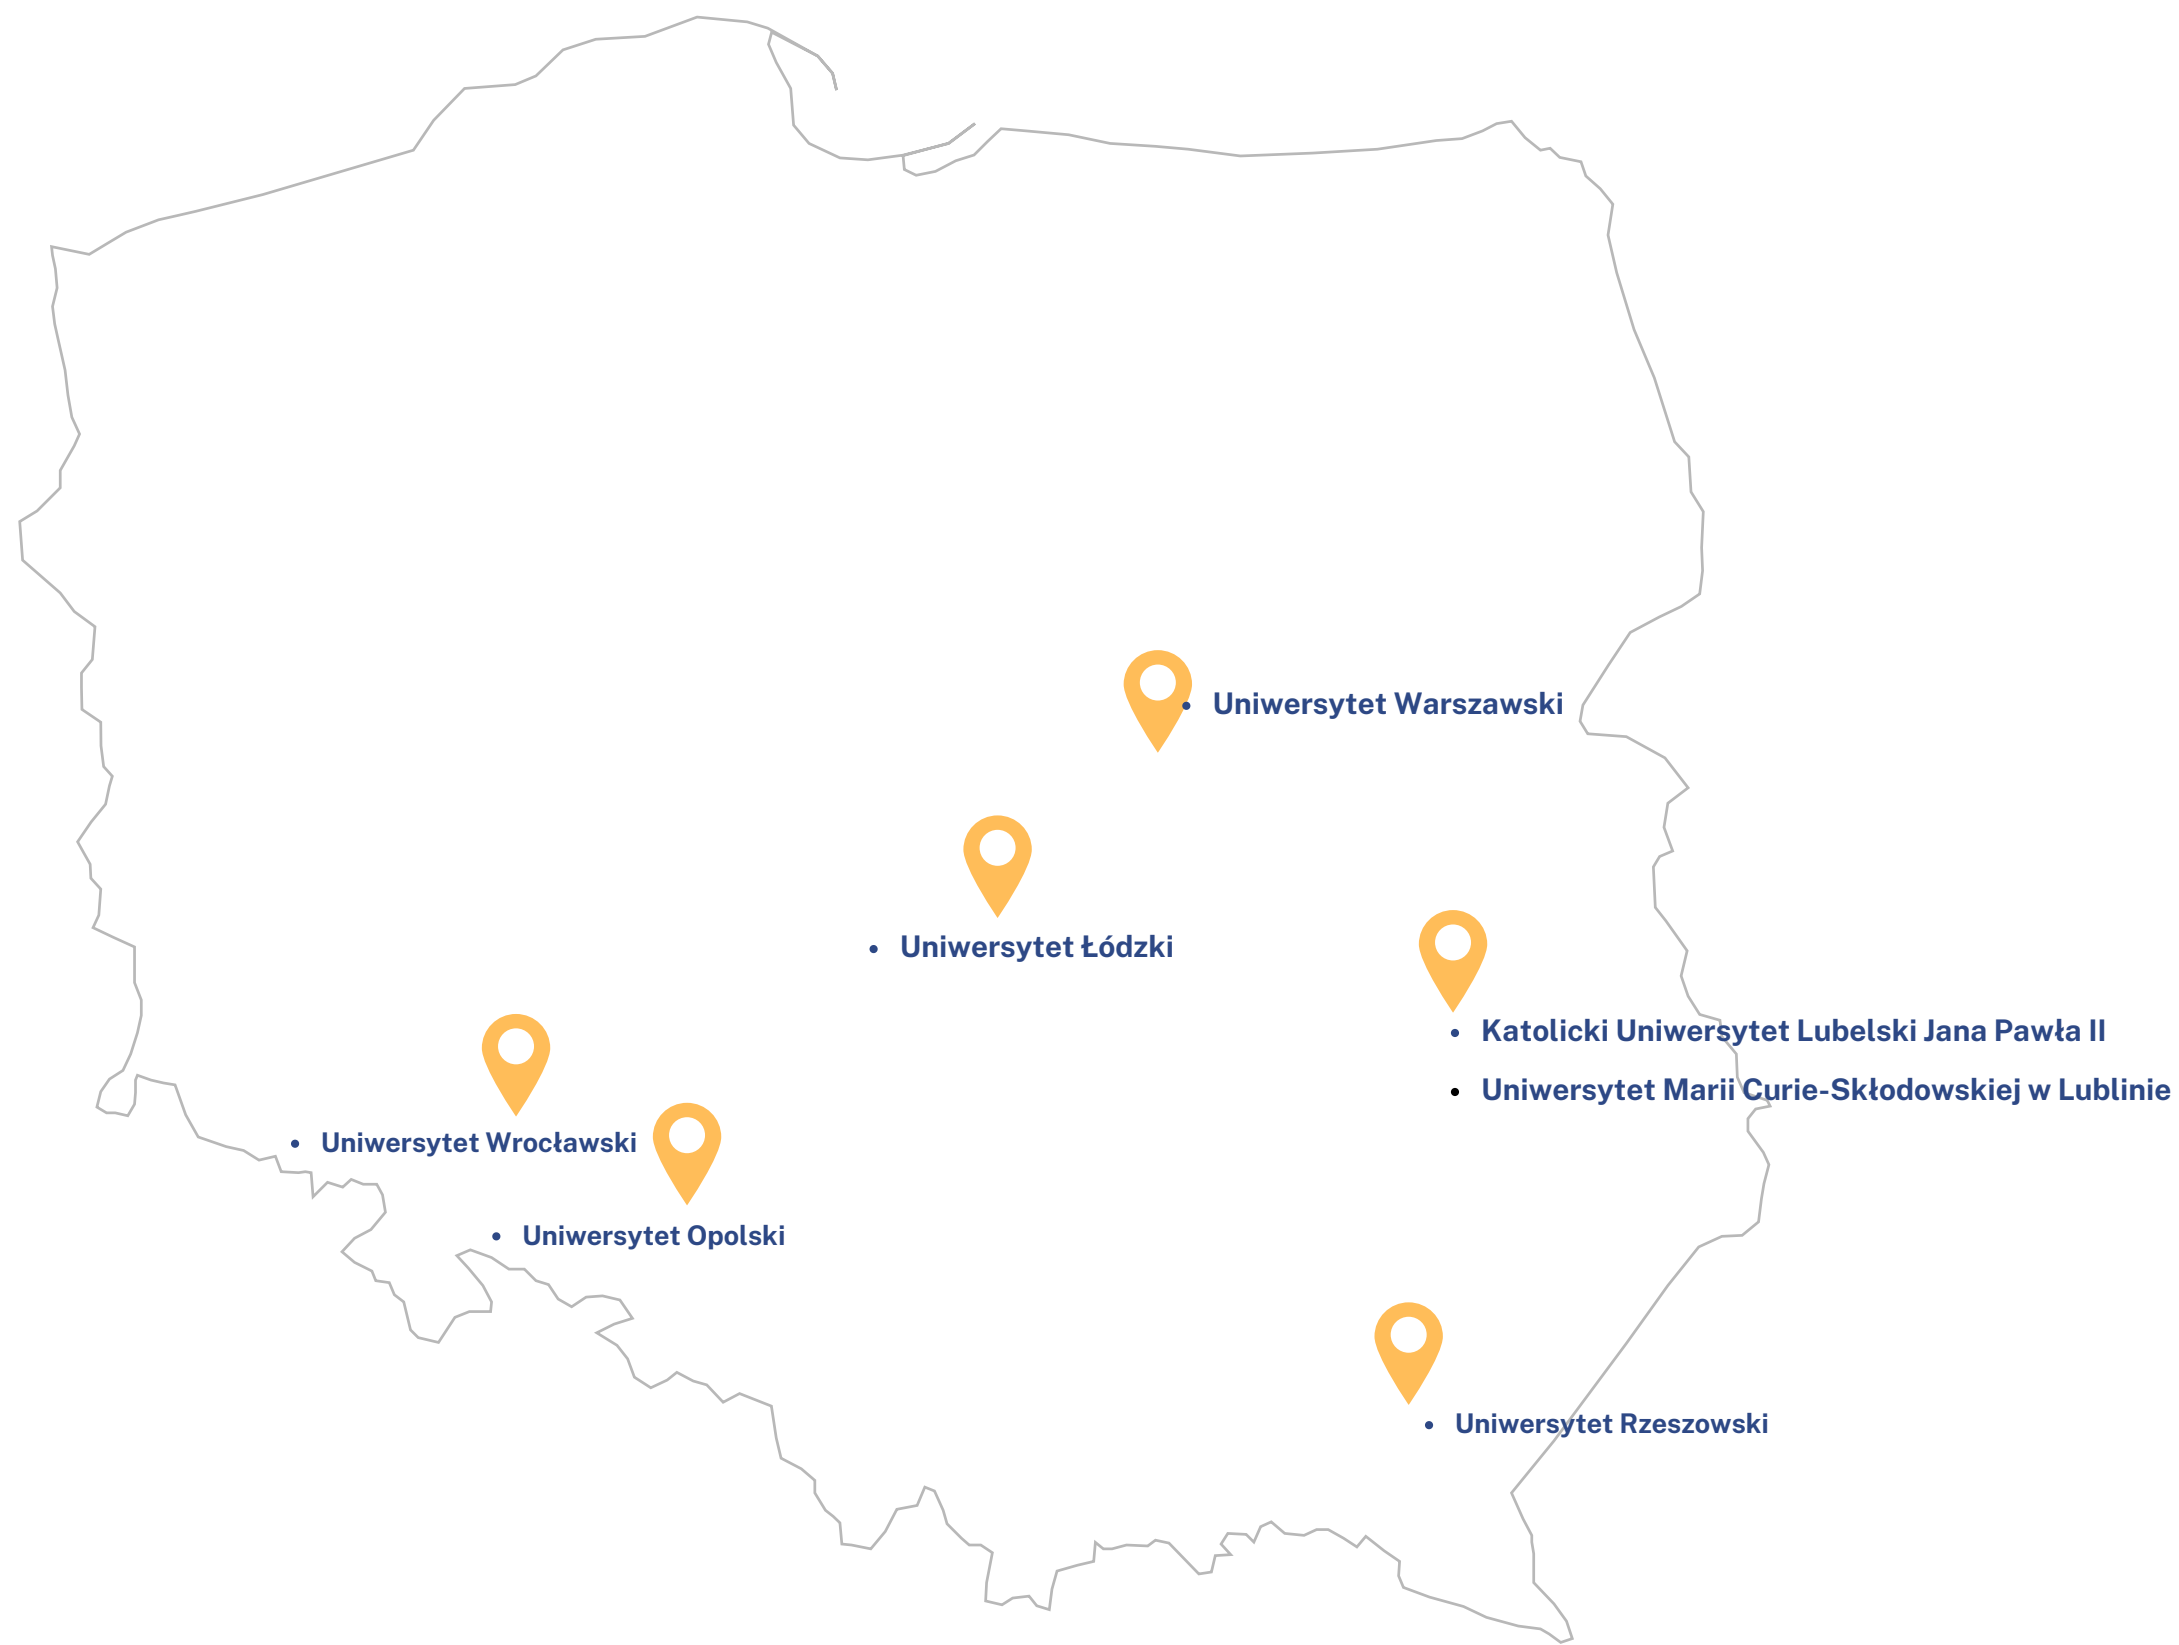 Uniwersytet Warszawski
Uniwersytet Łódzki
Katolicki Uniwersytet Lubelski Jana Pawła II
Uniwersytet Marii Curie-Skłodowskiej w Lublinie
Uniwersytet Wrocławski
Uniwersytet Opolski
Uniwersytet Rzeszowski